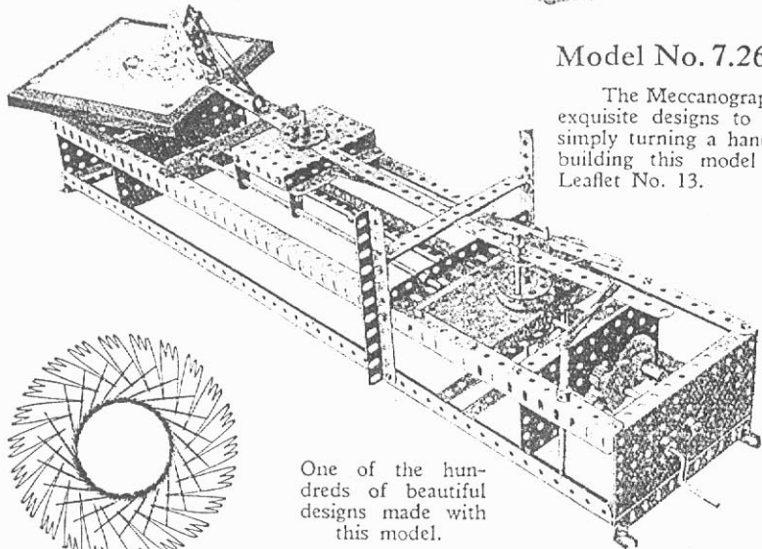 Model No. 7.26
The Meccanograp
exquisite designs to
simply turning a han
building this model
Leaflet No. 13.
One of the hun-
dreds of beautiful
designs made with
this model.